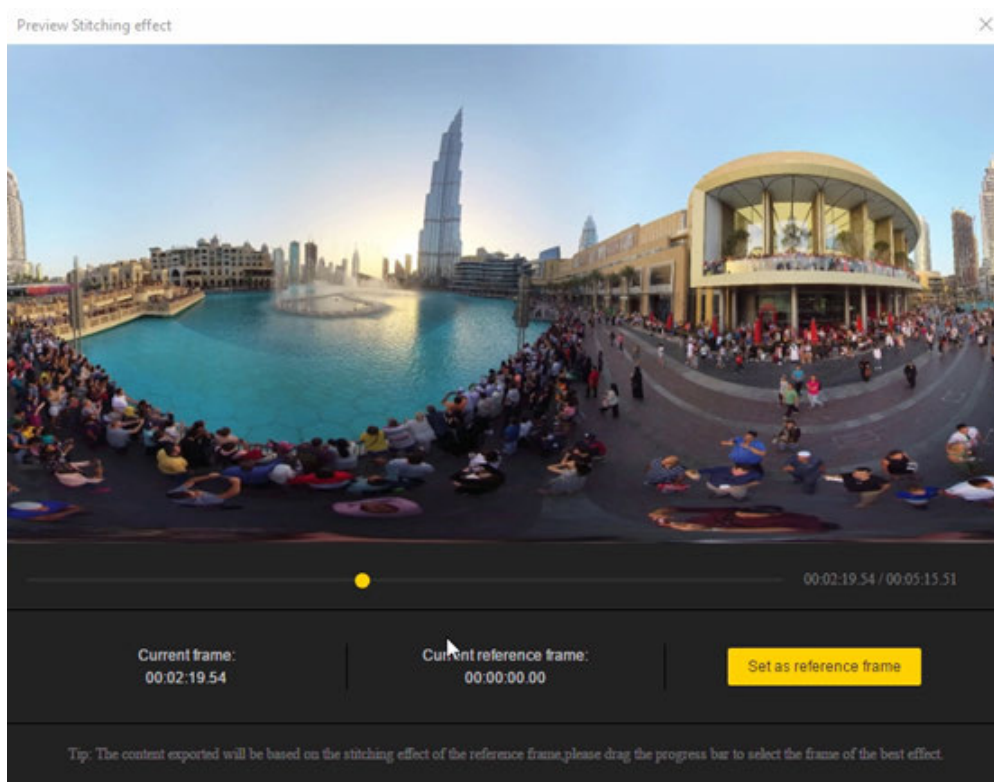 Preview Stitching effect
00:02:19.54 / 00:05:15.51
Current frame:
00:02:19.54
Current reference frame:
00:00:00.00
Set as reference frame
Tip: The content exported will be based on the stitching effect of the reference frame,please drag the progress bar to select the frame of the best effect.